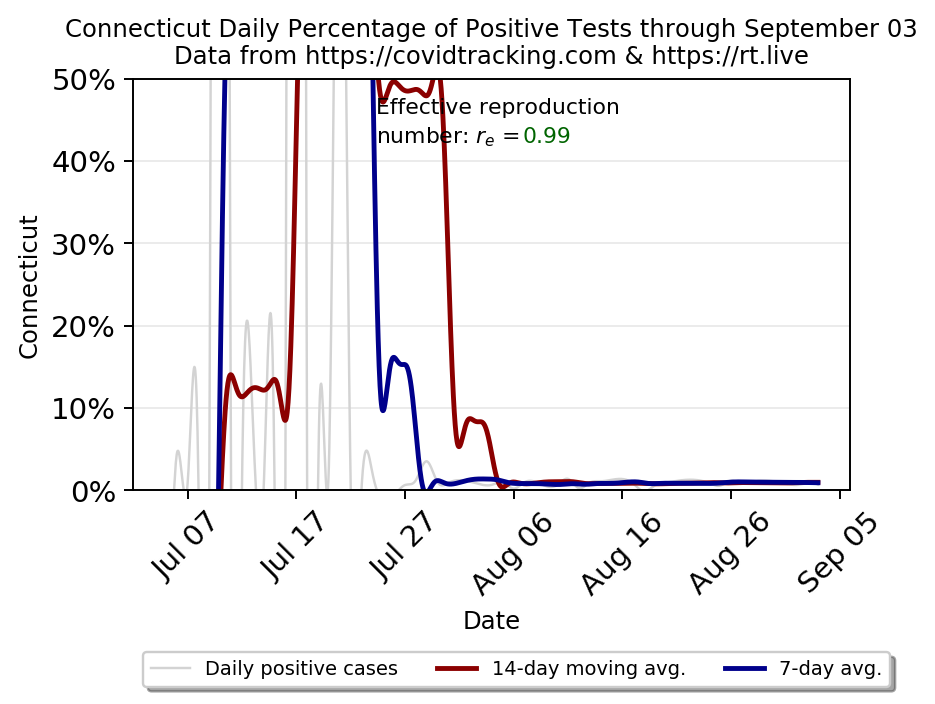 Connecticut Daily Percentage of Positive Tests through September 03
Data from https://covidtracking.com & https://rt.live
50%
40%
30%
20%
10%
0%
Connecticut
Effective reproduction
number: rₑ = 0.99
Jul 07
Jul 17
Jul 27
Aug 06
Aug 16
Aug 26
Sep 05
Date
Daily positive cases
14-day moving avg.
7-day avg.